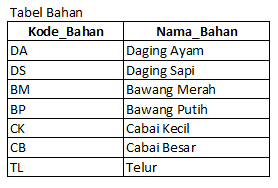 Tabel Bahan
Kode_Bahan Nama_Bahan
DA Daging Ayam
DS Daging Sapi
BM Bawang Merah
BP Bawang Putih
CK Cabai Kecil
CB Cabai Besar
TL Telur